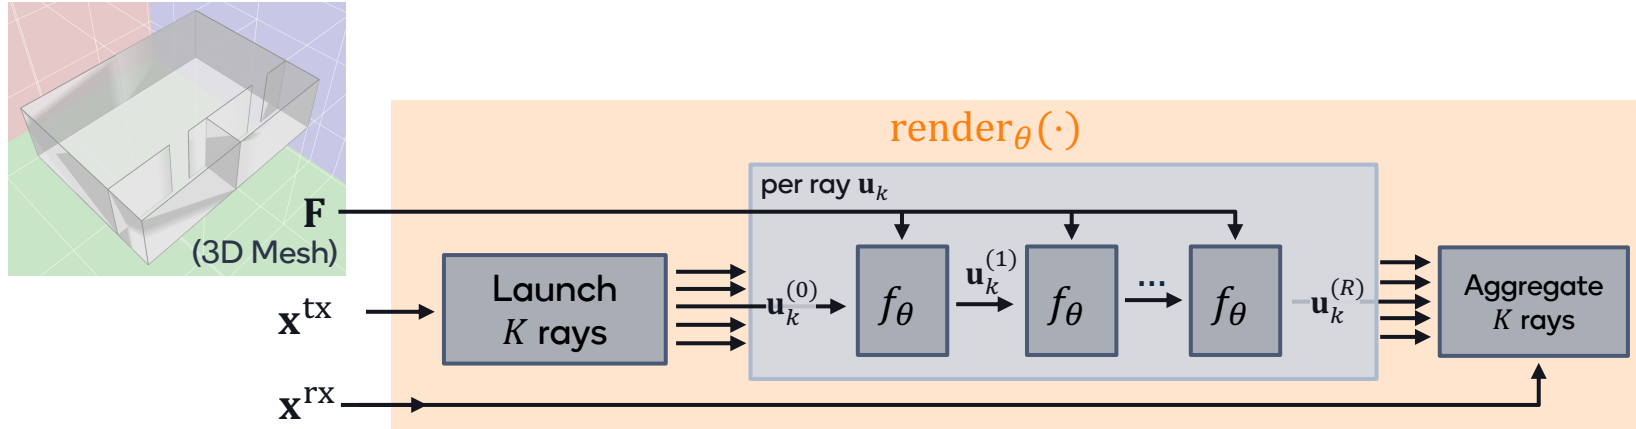 render_θ(·)
per ray 𝐮_k
𝐅
(3D Mesh)
𝐱^tx
Launch
K rays
𝐮_k^(0)
f_θ
𝐮_k^(1)
f_θ
...
f_θ
𝐮_k^(R)
Aggregate
K rays
𝐱^rx